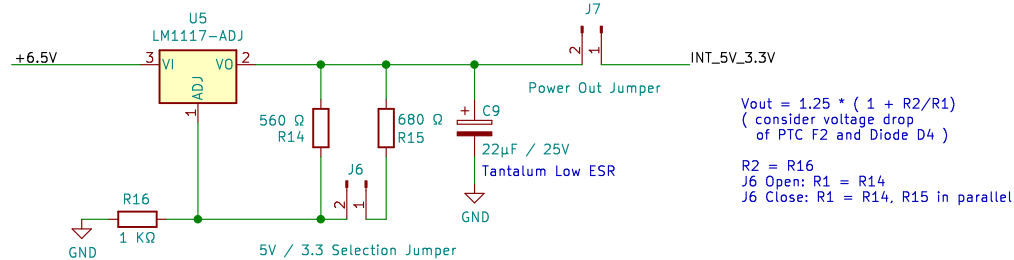 J7
U5
LM1117-ADJ
+6.5V
3
VI
VO
2
ADJ
1
2
1
INT_5V_3.3V
Power Out Jumper
560 Ω
R14
680 Ω
R15
+
C9
22µF / 25V
Tantalum Low ESR
GND
J6
2
1
R16
1 KΩ
GND
5V / 3.3 Selection Jumper
Vout = 1.25 * ( 1 + R2/R1)
( consider voltage drop
of PTC F2 and Diode D4 )
R2 = R16
J6 Open: R1 = R14
J6 Close: R1 = R14, R15 in parallel